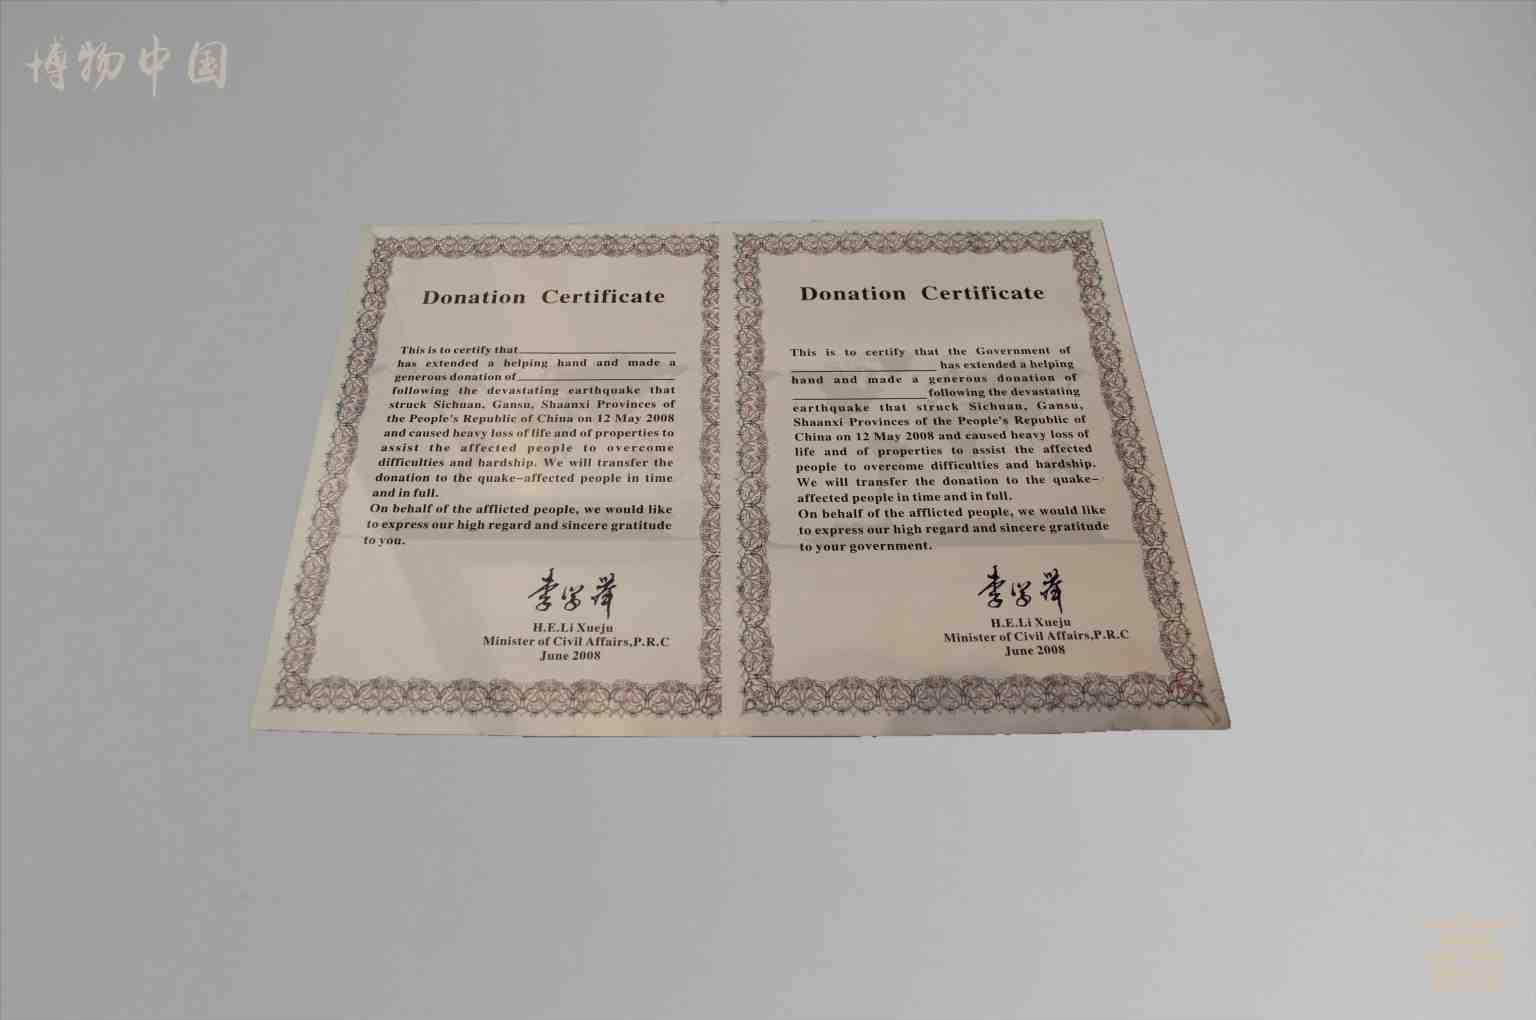 博物中国
Donation Certificate
This is to certify that
has extended a helping hand and made a
generous donation of
following the devastating earthquake that
struck Sichuan, Gansu, Shaanxi Provinces of
the People's Republic of China on 12 May 2008
and caused heavy loss of life and of properties to
assist the affected people to overcome
difficulties and hardship. We will transfer the
donation to the quake-affected people in time
and in full.
On behalf of the afflicted people, we would like
to express our high regard and sincere gratitude
to you.
李学举
H.E.Li Xueju
Minister of Civil Affairs,P.R.C
June 2008
Donation Certificate
This is to certify that the Government of
has extended a helping
hand and made a generous donation of
following the devastating
earthquake that struck Sichuan, Gansu,
Shaanxi Provinces of the People's Republic of
China on 12 May 2008 and caused heavy loss of
life and of properties to assist the affected
people to overcome difficulties and hardship.
We will transfer the donation to the quake-
affected people in time and in full.
On behalf of the afflicted people, we would like
to express our high regard and sincere gratitude
to your government.
李学举
H.E.Li Xueju
Minister of Civil Affairs,P.R.C
June 2008